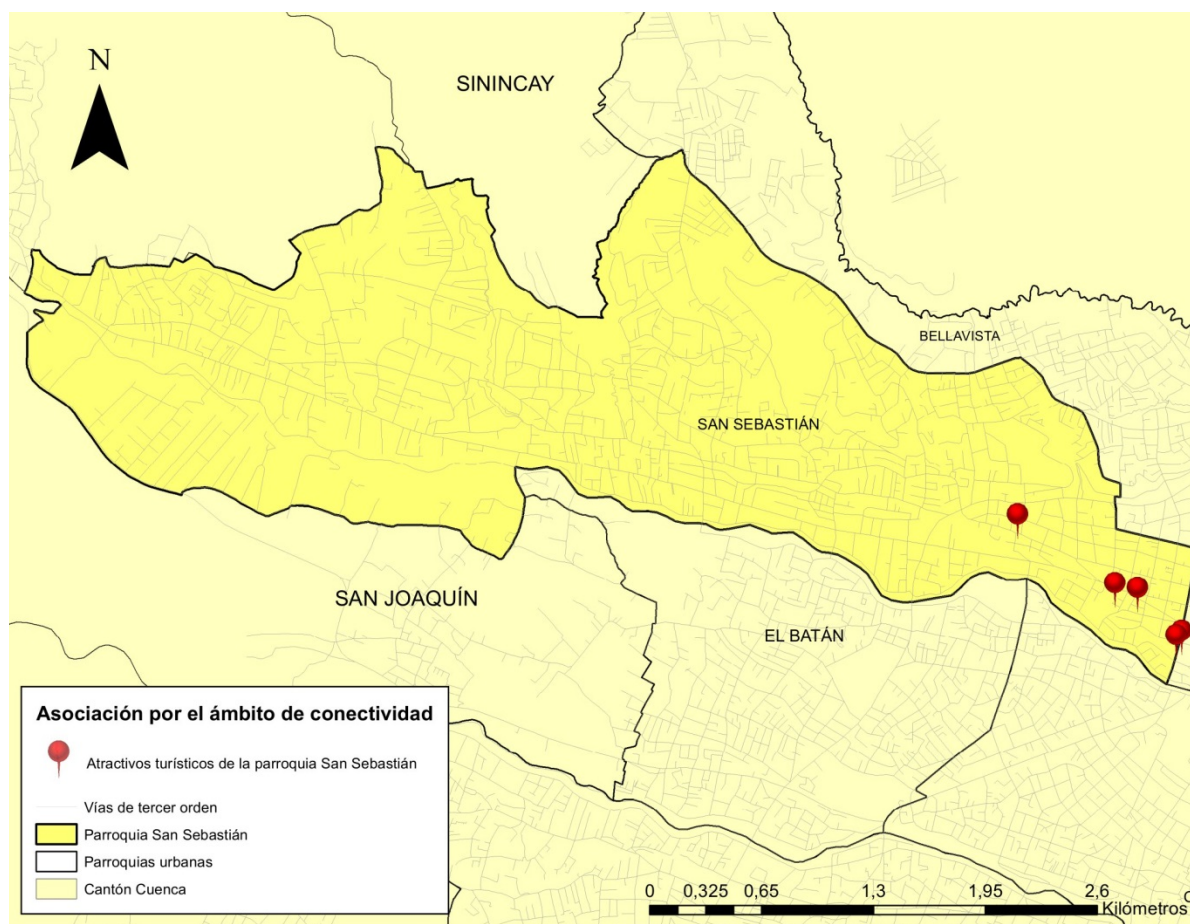 N
SININCAY
BELLAVISTA
SAN SEBASTIÁN
SAN JOAQUÍN
EL BATÁN
Asociación por el ámbito de conectividad
Atractivos turísticos de la parroquia San Sebastián
Vías de tercer orden
Parroquia San Sebastián
Parroquias urbanas
Cantón Cuenca
0 0,325 0,65 1,3 1,95 2,6
Kilómetros